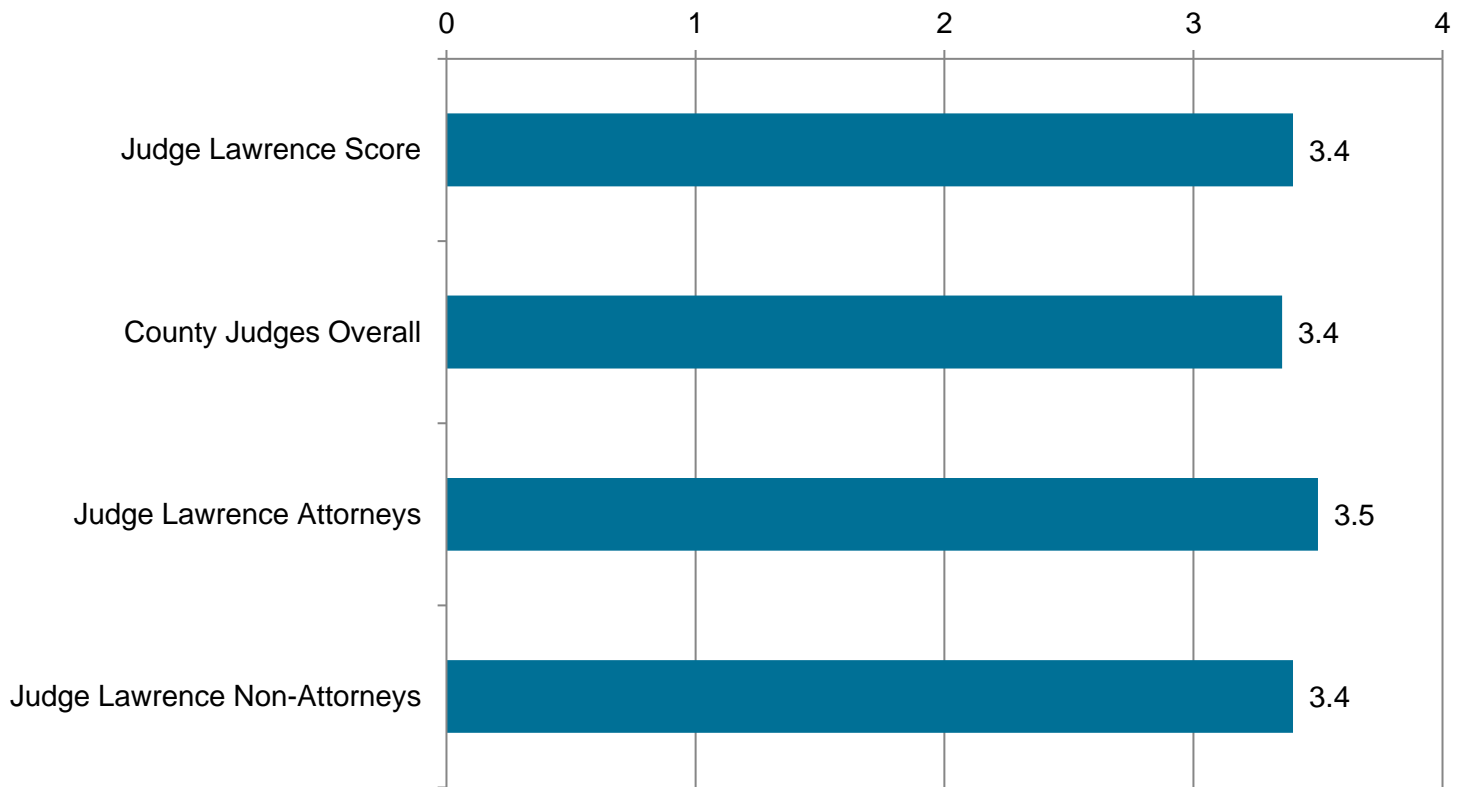 0 1 2 3 4
Judge Lawrence Score 3.4
County Judges Overall 3.4
Judge Lawrence Attorneys 3.5
Judge Lawrence Non-Attorneys 3.4